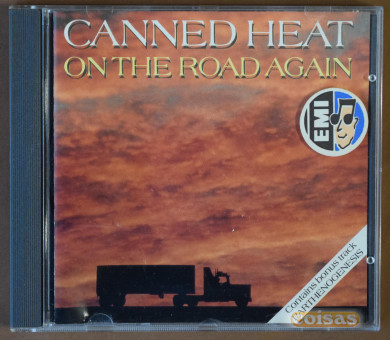 CANNED HEAT
ON THE ROAD AGAIN
EMI
Contains bonus track
PARTHENOGENESIS
coisas